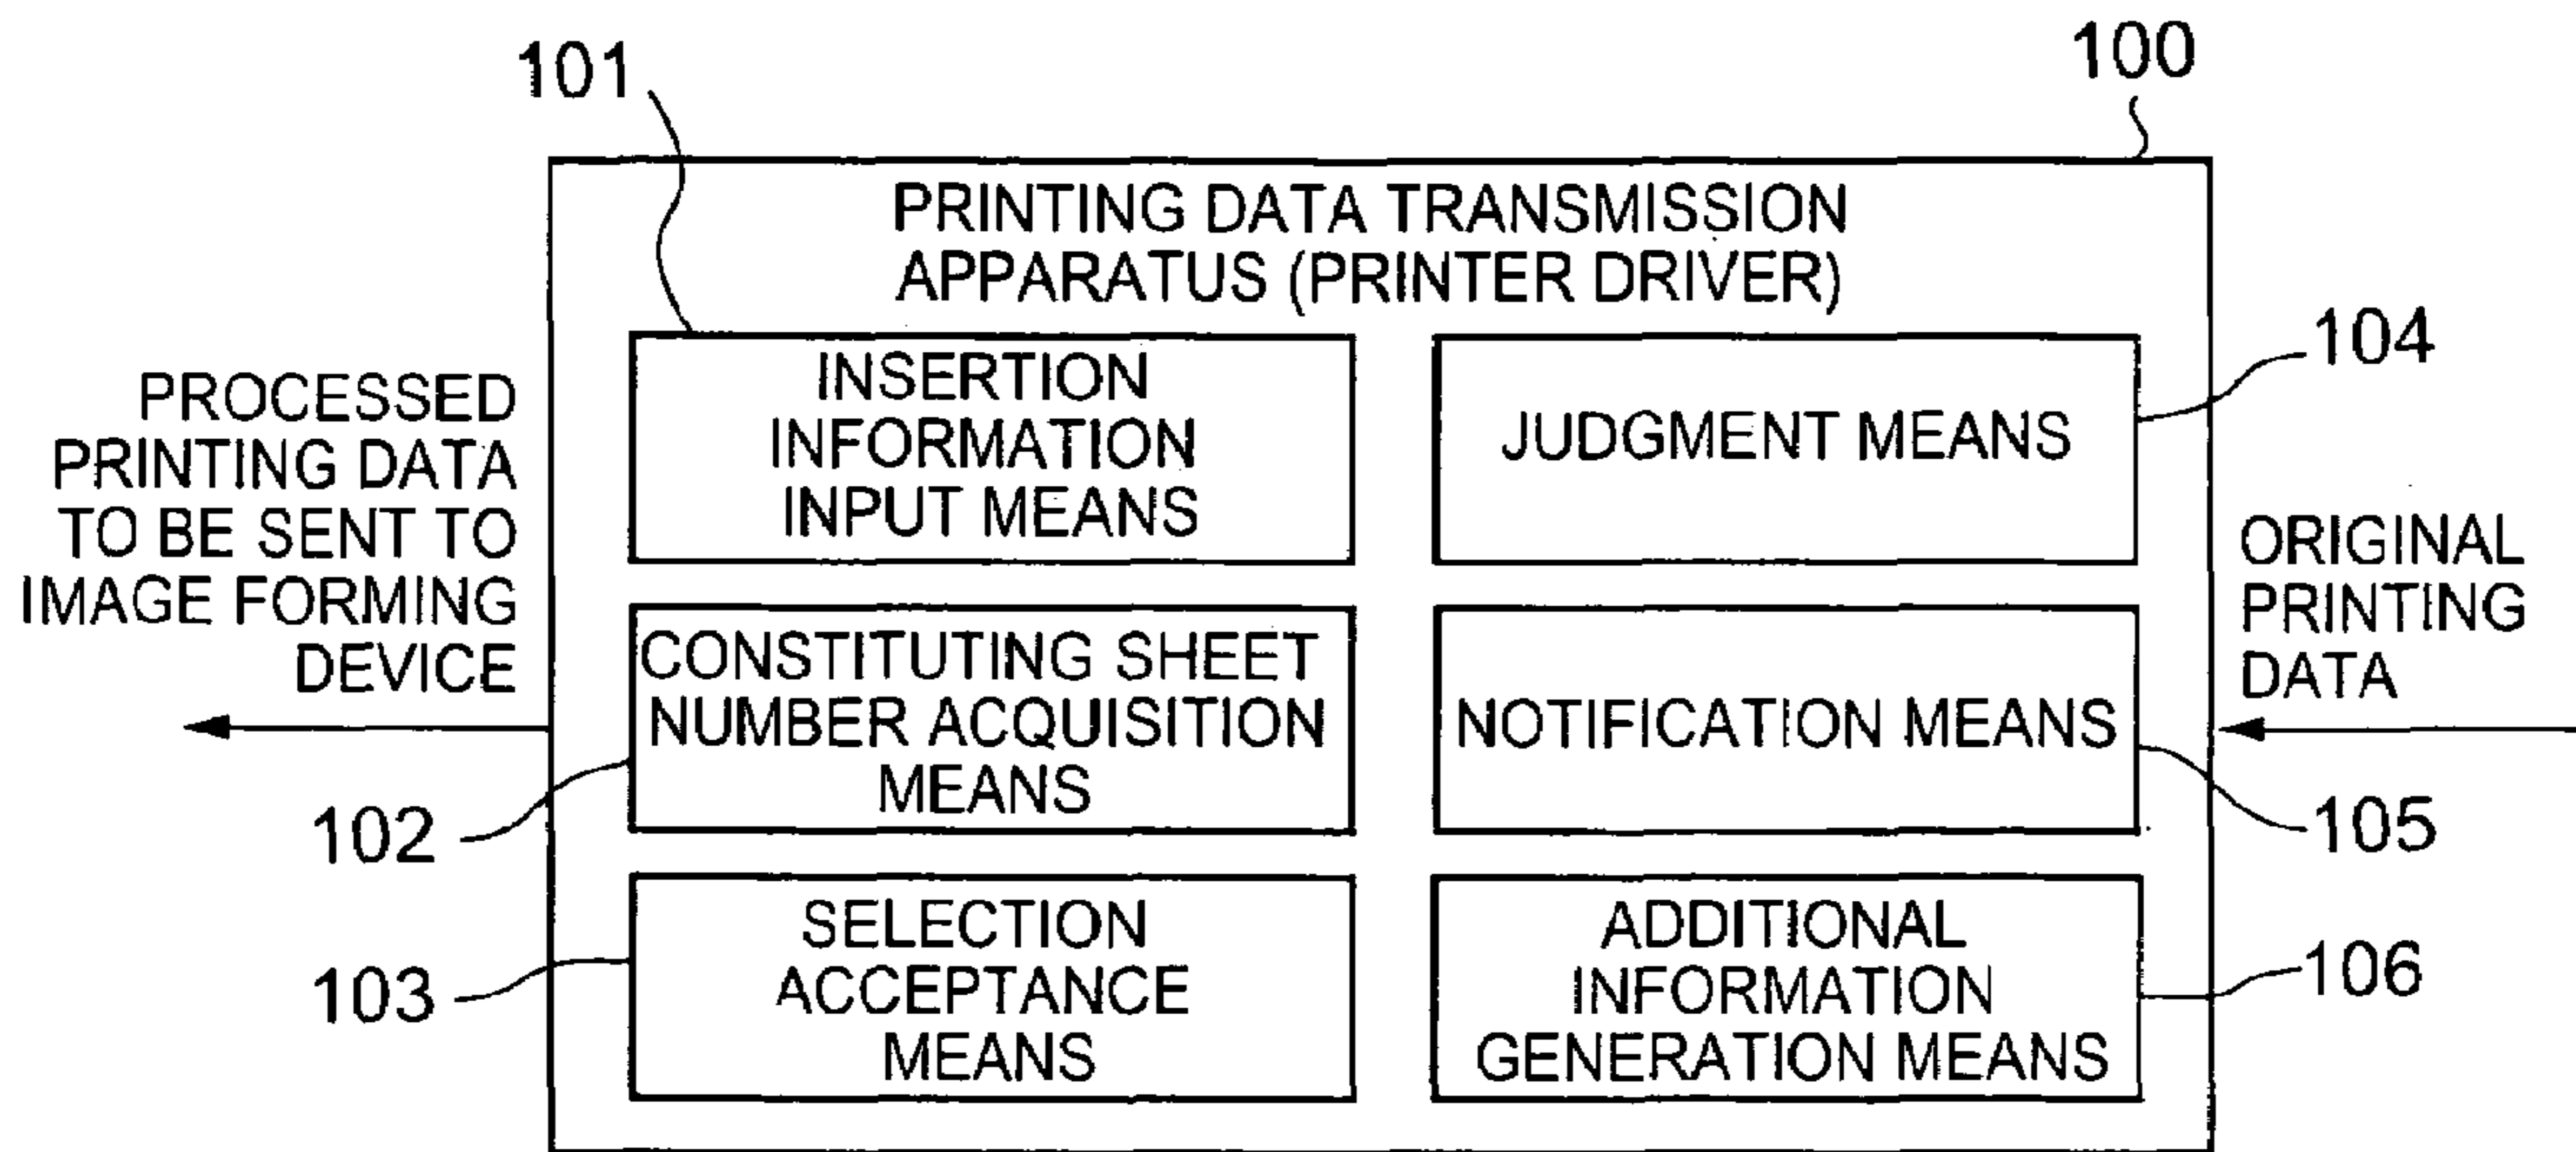 101
100
PRINTING DATA TRANSMISSION
APPARATUS (PRINTER DRIVER)
INSERTION
INFORMATION
INPUT MEANS
104
JUDGMENT MEANS
PROCESSED
PRINTING DATA
TO BE SENT TO
IMAGE FORMING
DEVICE
ORIGINAL
PRINTING
DATA
CONSTITUTING SHEET
NUMBER ACQUISITION
MEANS
NOTIFICATION MEANS
102
105
SELECTION
ACCEPTANCE
MEANS
103
ADDITIONAL
INFORMATION
GENERATION MEANS
106